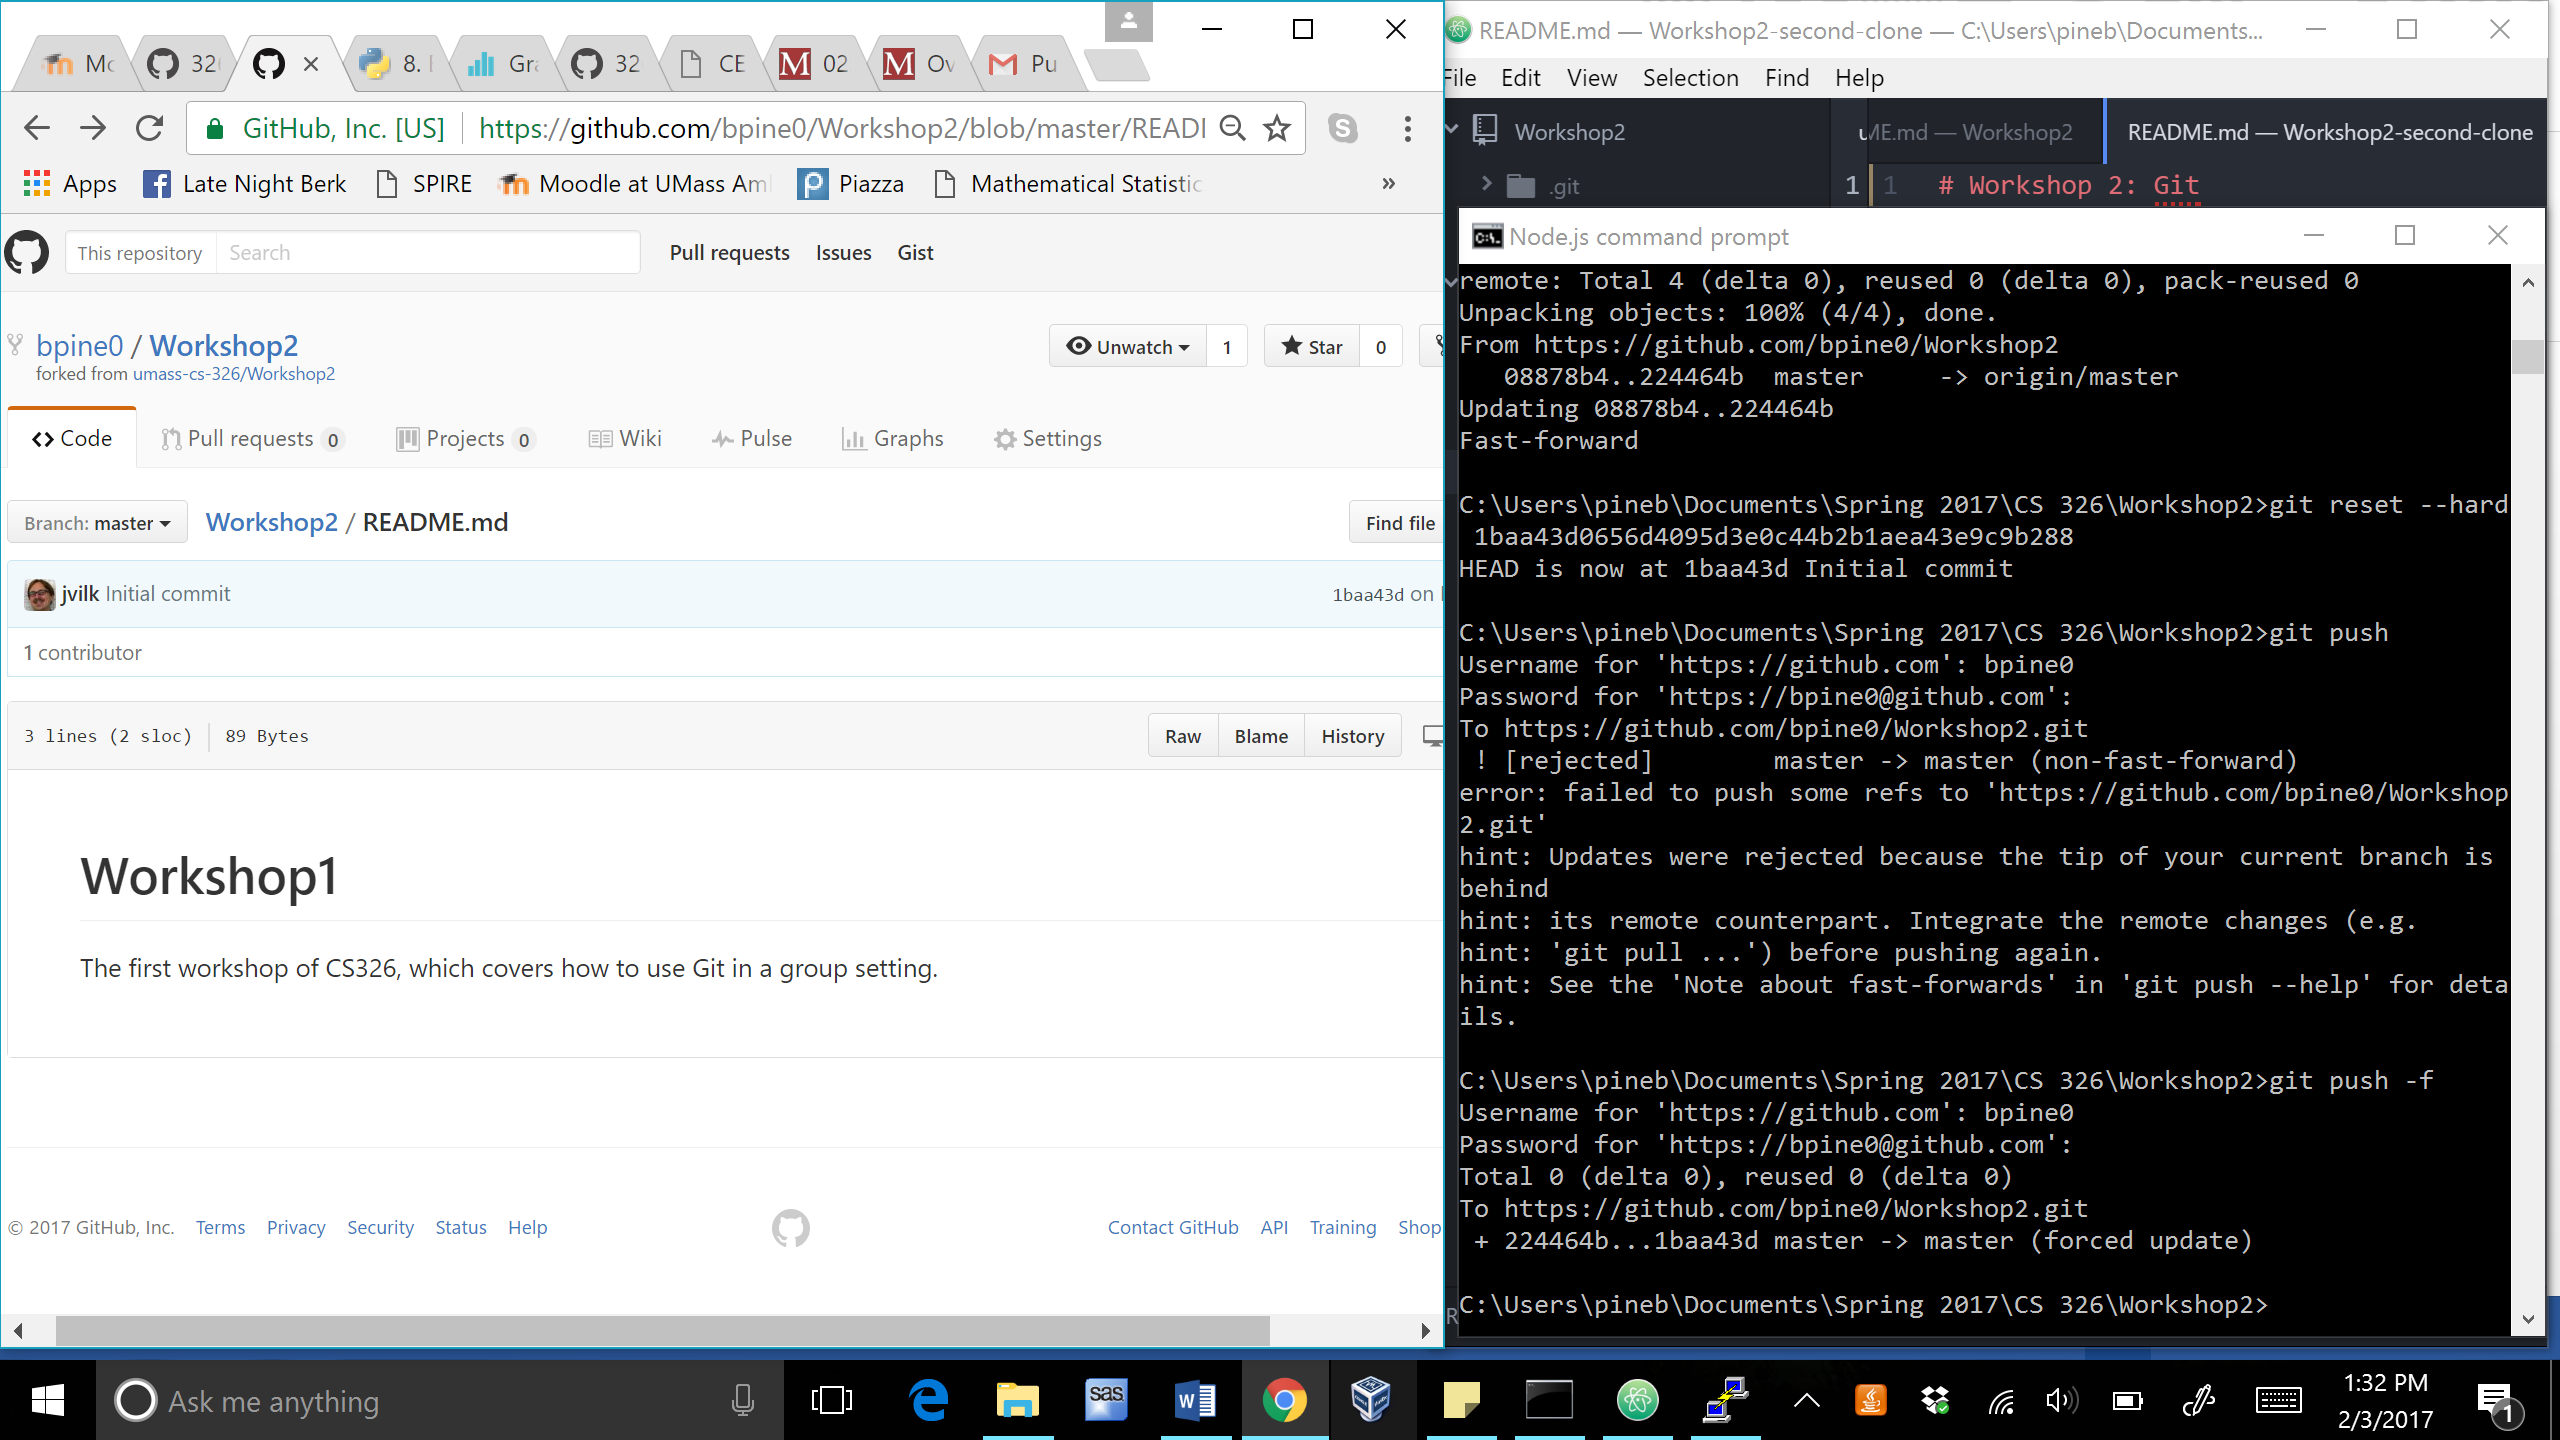 Mc
32
8.
Gr
32
CE
02
Ov
Pu
GitHub, Inc. [US]
https://github.com/bpine0/Workshop2/blob/master/READ
Apps
Late Night Berk
SPIRE
Moodle at UMass Am
Piazza
Mathematical Statistic
»
This repository
Search
Pull requests
Issues
Gist
bpine0 / Workshop2
forked from umass-cs-326/Workshop2
Unwatch
1
Star
0
Code
Pull requests 0
Projects 0
Wiki
Pulse
Graphs
Settings
Branch: master
Workshop2 / README.md
Find file
jvilk Initial commit
1baa43d on
1 contributor
3 lines (2 sloc)
89 Bytes
Raw
Blame
History
Workshop1
The first workshop of CS326, which covers how to use Git in a group setting.
© 2017 GitHub, Inc.
Terms
Privacy
Security
Status
Help
Contact GitHub
API
Training
Shop
README.md — Workshop2-second-clone — C:\Users\pineb\Documents...
File
Edit
View
Selection
Find
Help
Workshop2
ME.md — Workshop2
README.md — Workshop2-second-clone
.git
1
1
# Workshop 2: Git
Node.js command prompt
remote: Total 4 (delta 0), reused 0 (delta 0), pack-reused 0
Unpacking objects: 100% (4/4), done.
From https://github.com/bpine0/Workshop2
08878b4..224464b  master     -> origin/master
Updating 08878b4..224464b
Fast-forward
C:\Users\pineb\Documents\Spring 2017\CS 326\Workshop2>git reset --hard
1baa43d0656d4095d3e0c44b2b1aea43e9c9b288
HEAD is now at 1baa43d Initial commit
C:\Users\pineb\Documents\Spring 2017\CS 326\Workshop2>git push
Username for 'https://github.com': bpine0
Password for 'https://bpine0@github.com':
To https://github.com/bpine0/Workshop2.git
! [rejected]        master -> master (non-fast-forward)
error: failed to push some refs to 'https://github.com/bpine0/Workshop
2.git'
hint: Updates were rejected because the tip of your current branch is
behind
hint: its remote counterpart. Integrate the remote changes (e.g.
hint: 'git pull ...') before pushing again.
hint: See the 'Note about fast-forwards' in 'git push --help' for deta
ils.
C:\Users\pineb\Documents\Spring 2017\CS 326\Workshop2>git push -f
Username for 'https://github.com': bpine0
Password for 'https://bpine0@github.com':
Total 0 (delta 0), reused 0 (delta 0)
To https://github.com/bpine0/Workshop2.git
+ 224464b...1baa43d master -> master (forced update)
C:\Users\pineb\Documents\Spring 2017\CS 326\Workshop2>
R
Ask me anything
sas
1:32 PM
2/3/2017
1